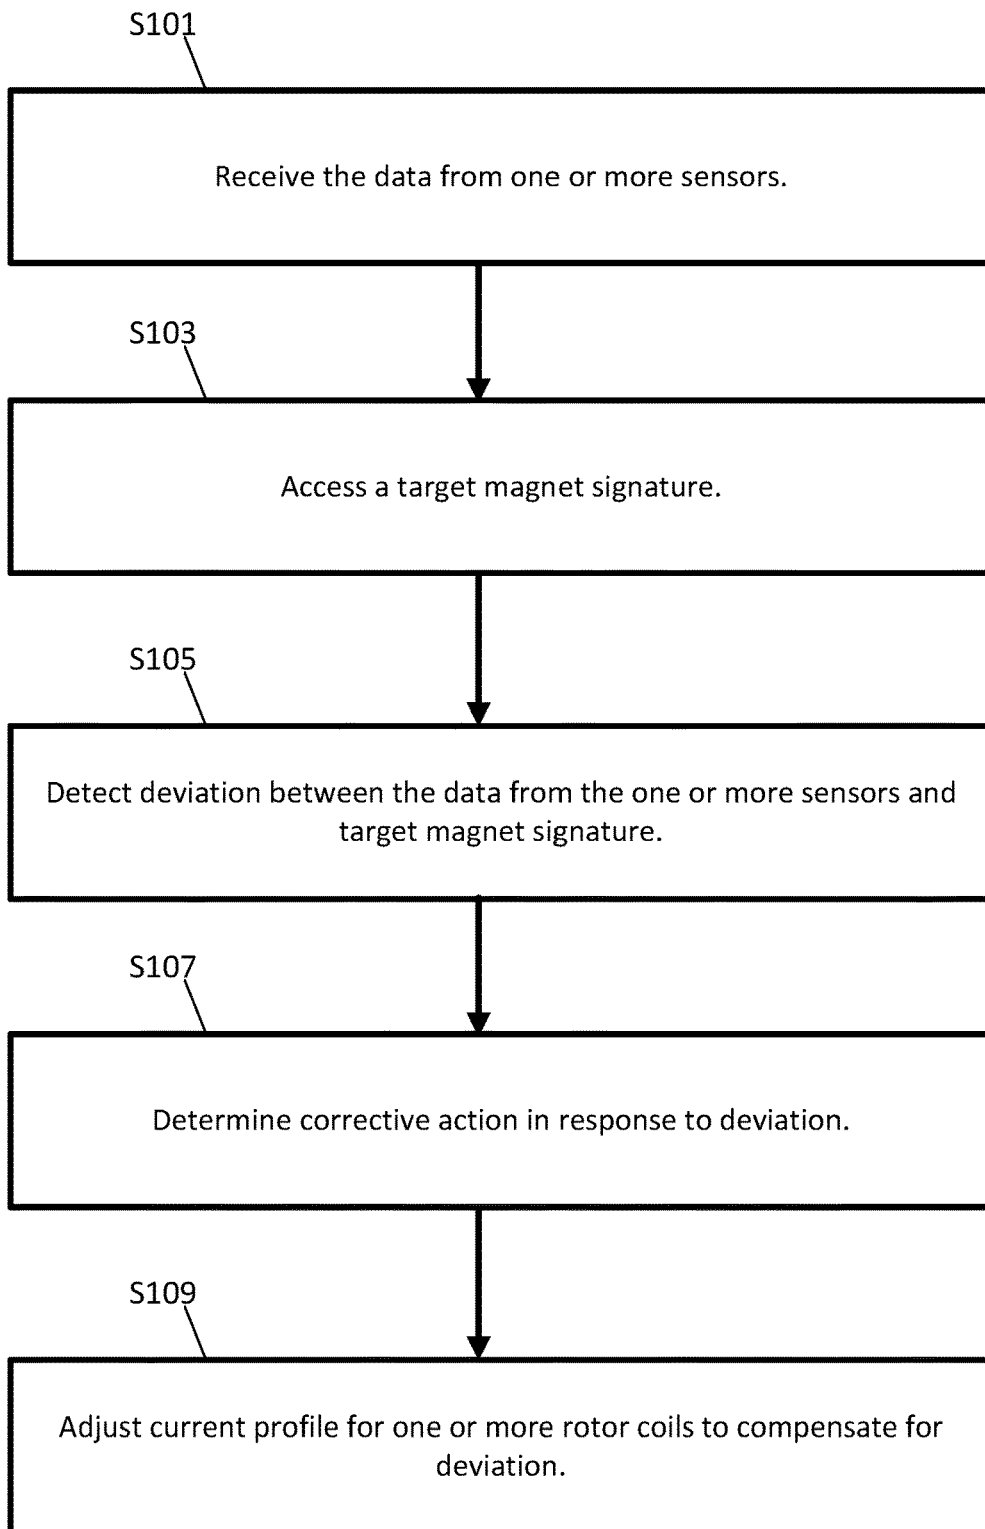 S101
Receive the data from one or more sensors.
S103
Access a target magnet signature.
S105
Detect deviation between the data from the one or more sensors and
target magnet signature.
S107
Determine corrective action in response to deviation.
S109
Adjust current profile for one or more rotor coils to compensate for
deviation.